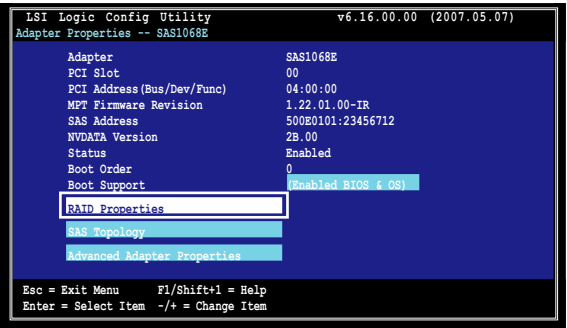 LSI Logic Config Utility v6.16.00.00 (2007.05.07)
Adapter Properties -- SAS1068E
Adapter SAS1068E
PCI Slot 00
PCI Address(Bus/Dev/Func) 04:00:00
MPT Firmware Revision 1.22.01.00-IR
SAS Address 500E0101:23456712
NVDATA Version 2B.00
Status Enabled
Boot Order 0
Boot Support (Enabled BIOS & OS)
RAID Properties
SAS Topology
Advanced Adapter Properties
Esc = Exit Menu F1/Shift+1 = Help
Enter = Select Item -/+ = Change Item